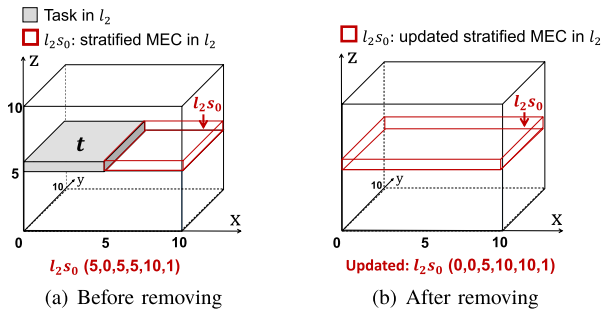 Task in l₂
l₂s₀: stratified MEC in l₂
z
10
l₂s₀
t
5
y
10
x
0
5
10
l₂s₀ (5,0,5,5,10,1)
(a) Before removing
l₂s₀: updated stratified MEC in l₂
z
l₂s₀
y
10
x
0
5
10
Updated: l₂s₀ (0,0,5,10,10,1)
(b) After removing